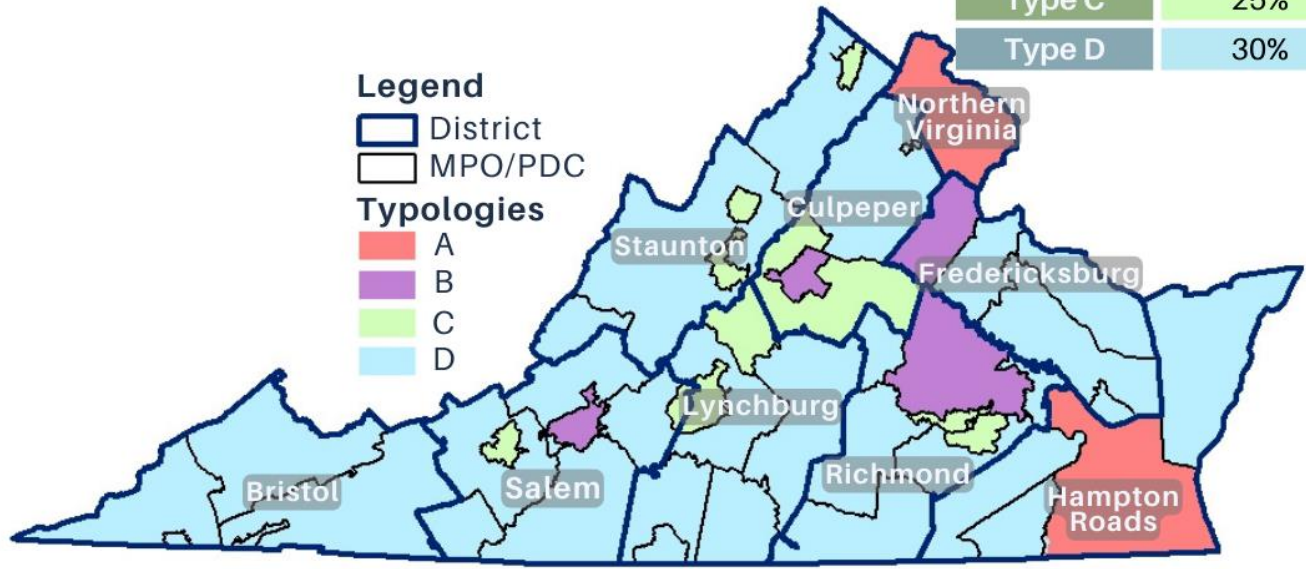 Type C 25%
Type D 30%
Legend
District
MPO/PDC
Typologies
A
B
C
D
Northern
Virginia
Culpeper
Staunton
Fredericksburg
Lynchburg
Richmond
Bristol
Salem
Hampton
Roads